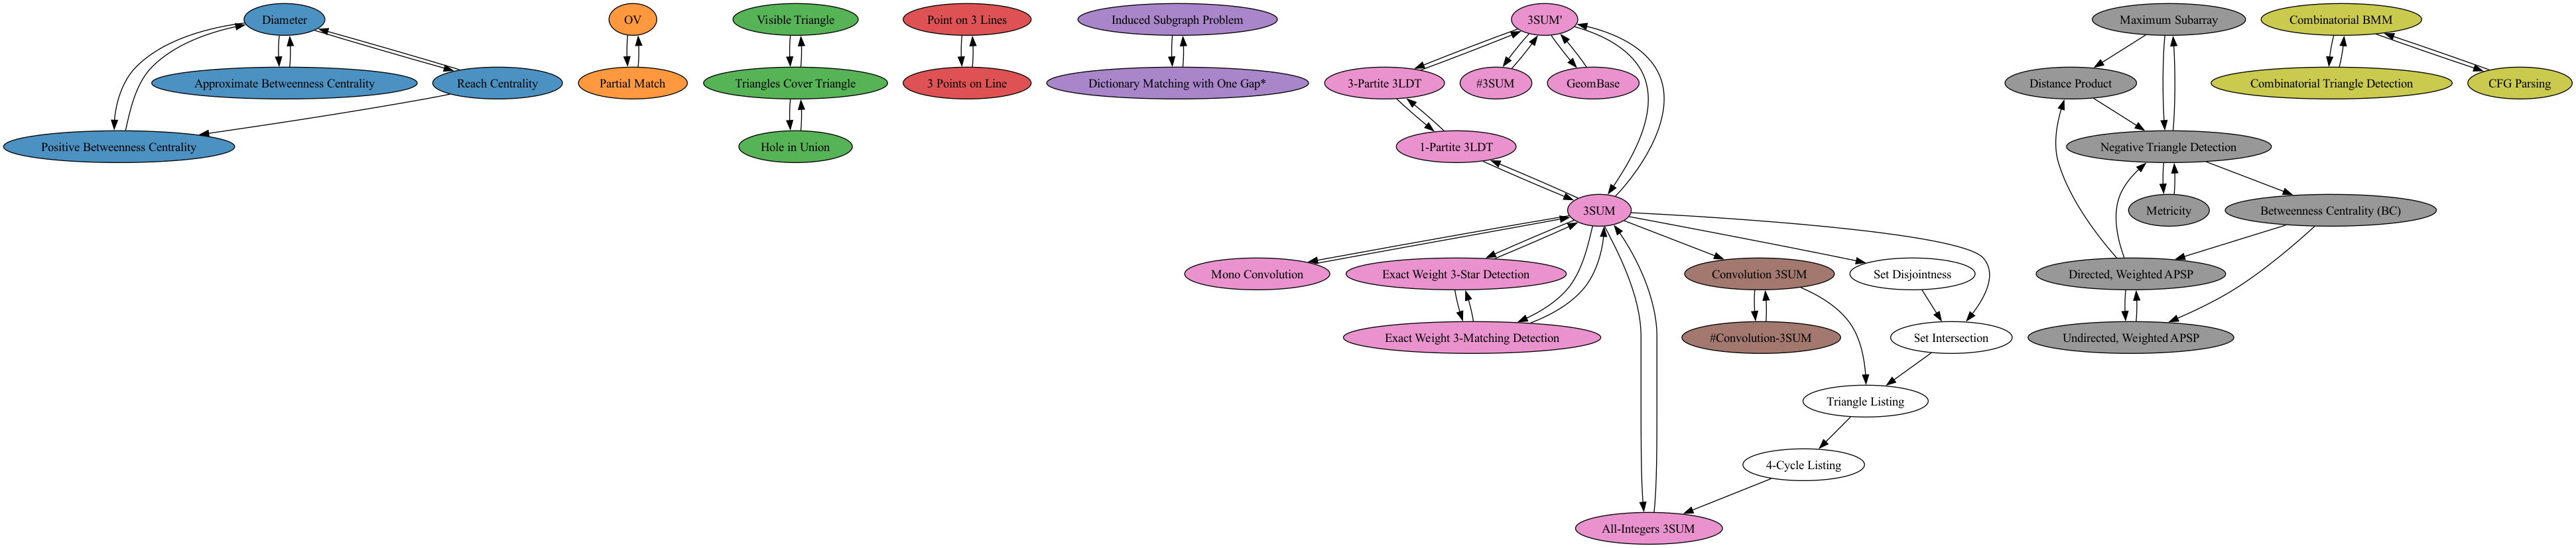 Diameter
OV
Visible Triangle
Point on 3 Lines
Induced Subgraph Problem
3SUM'
Maximum Subarray
Combinatorial BMM
Approximate Betweenness Centrality
Reach Centrality
Partial Match
Triangles Cover Triangle
3 Points on Line
Dictionary Matching with One Gap*
3-Partite 3LDT
#3SUM
GeomBase
Distance Product
Combinatorial Triangle Detection
CFG Parsing
Positive Betweenness Centrality
Hole in Union
1-Partite 3LDT
Negative Triangle Detection
3SUM
Metricity
Betweenness Centrality (BC)
Mono Convolution
Exact Weight 3-Star Detection
Convolution 3SUM
Set Disjointness
Directed, Weighted APSP
Exact Weight 3-Matching Detection
#Convolution-3SUM
Set Intersection
Undirected, Weighted APSP
Triangle Listing
4-Cycle Listing
All-Integers 3SUM